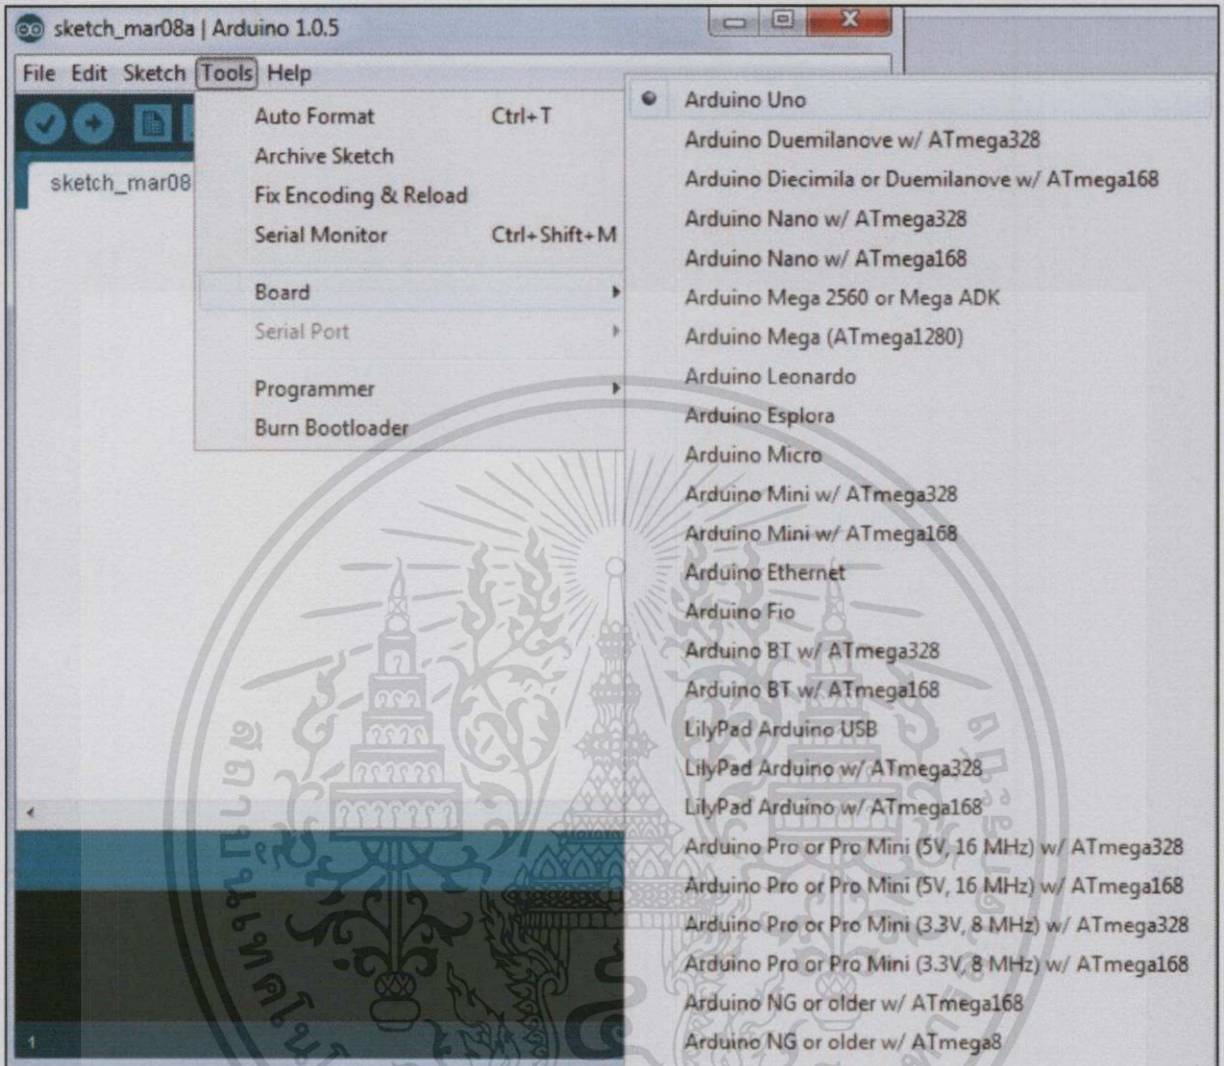 sketch_mar08a | Arduino 1.0.5
File Edit Sketch Tools Help
sketch_mar08
Auto Format Ctrl+T
Archive Sketch
Fix Encoding & Reload
Serial Monitor Ctrl+Shift+M
Board
Serial Port
Programmer
Burn Bootloader
Arduino Uno
Arduino Duemilanove w/ ATmega328
Arduino Diecimila or Duemilanove w/ ATmega168
Arduino Nano w/ ATmega328
Arduino Nano w/ ATmega168
Arduino Mega 2560 or Mega ADK
Arduino Mega (ATmega1280)
Arduino Leonardo
Arduino Esplora
Arduino Micro
Arduino Mini w/ ATmega328
Arduino Mini w/ ATmega168
Arduino Ethernet
Arduino Fio
Arduino BT w/ ATmega328
Arduino BT w/ ATmega168
LilyPad Arduino USB
LilyPad Arduino w/ ATmega328
LilyPad Arduino w/ ATmega168
Arduino Pro or Pro Mini (5V, 16 MHz) w/ ATmega328
Arduino Pro or Pro Mini (5V, 16 MHz) w/ ATmega168
Arduino Pro or Pro Mini (3.3V, 8 MHz) w/ ATmega328
Arduino Pro or Pro Mini (3.3V, 8 MHz) w/ ATmega168
Arduino NG or older w/ ATmega168
Arduino NG or older w/ ATmega8
1